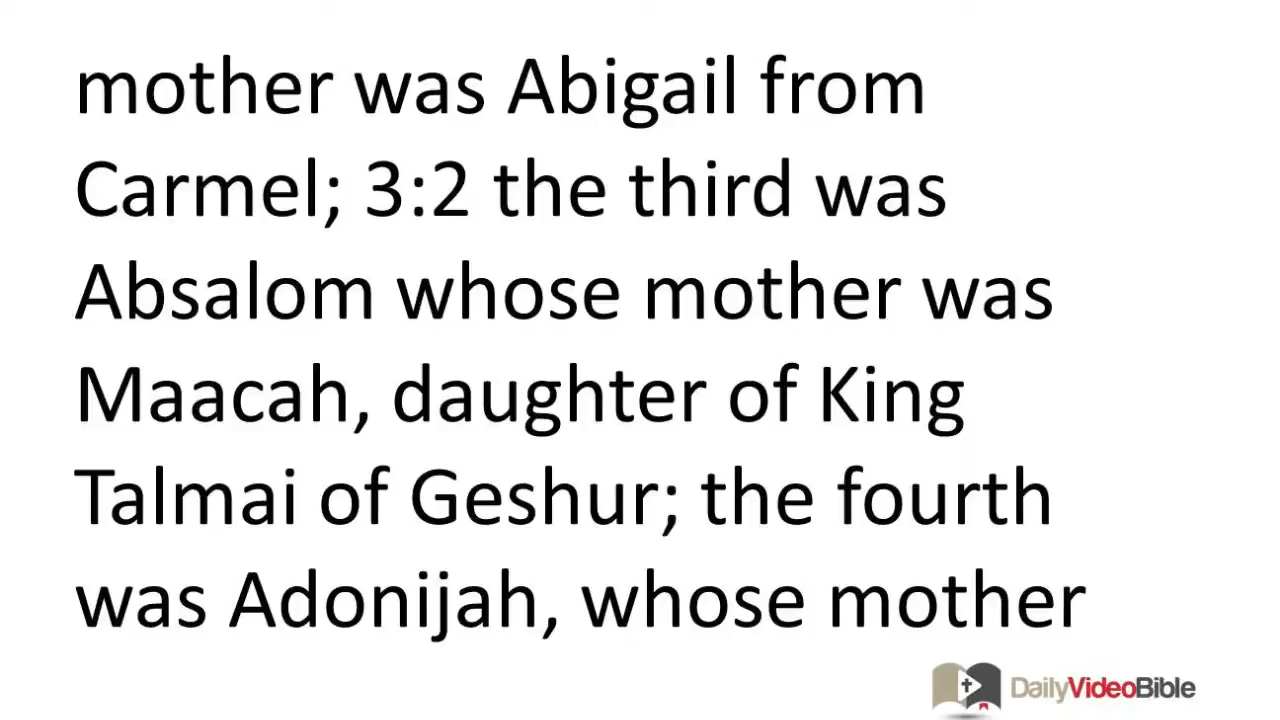 mother was Abigail from
Carmel; 3:2 the third was
Absalom whose mother was
Maacah, daughter of King
Talmai of Geshur; the fourth
was Adonijah, whose mother
DailyVideoBible